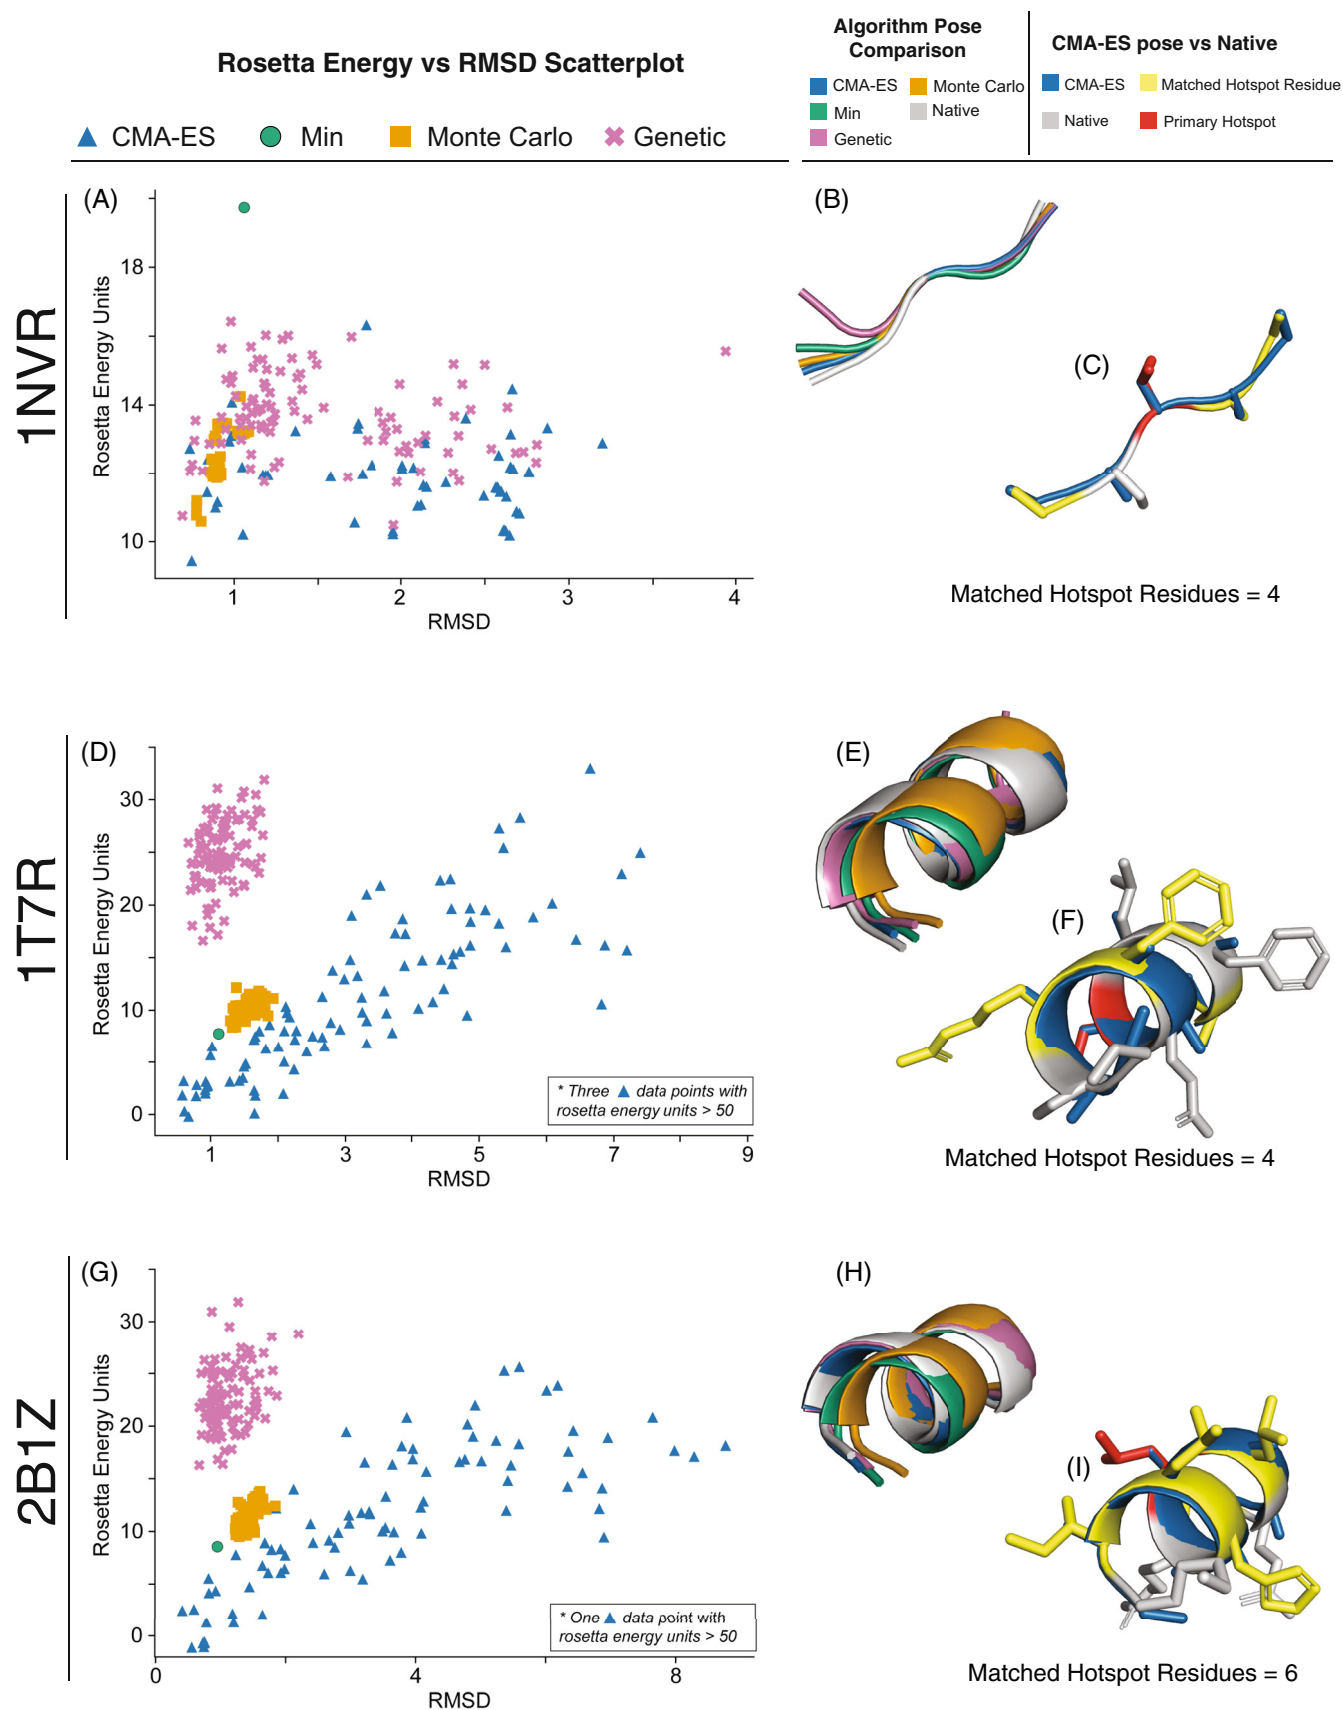 Rosetta Energy vs RMSD Scatterplot
CMA-ES
Min
Monte Carlo
Genetic
Algorithm Pose
Comparison
CMA-ES
Monte Carlo
Min
Native
Genetic
CMA-ES pose vs Native
CMA-ES
Matched Hotspot Residue
Native
Primary Hotspot
1NVR
(A)
Rosetta Energy Units
18
14
10
1
2
3
4
RMSD
(B)
(C)
Matched Hotspot Residues = 4
1T7R
(D)
Rosetta Energy Units
30
20
10
0
* Three data points with
rosetta energy units > 50
1
3
5
7
9
RMSD
(E)
(F)
Matched Hotspot Residues = 4
2B1Z
(G)
Rosetta Energy Units
30
20
10
0
* One data point with
rosetta energy units > 50
0
4
8
RMSD
(H)
(I)
Matched Hotspot Residues = 6